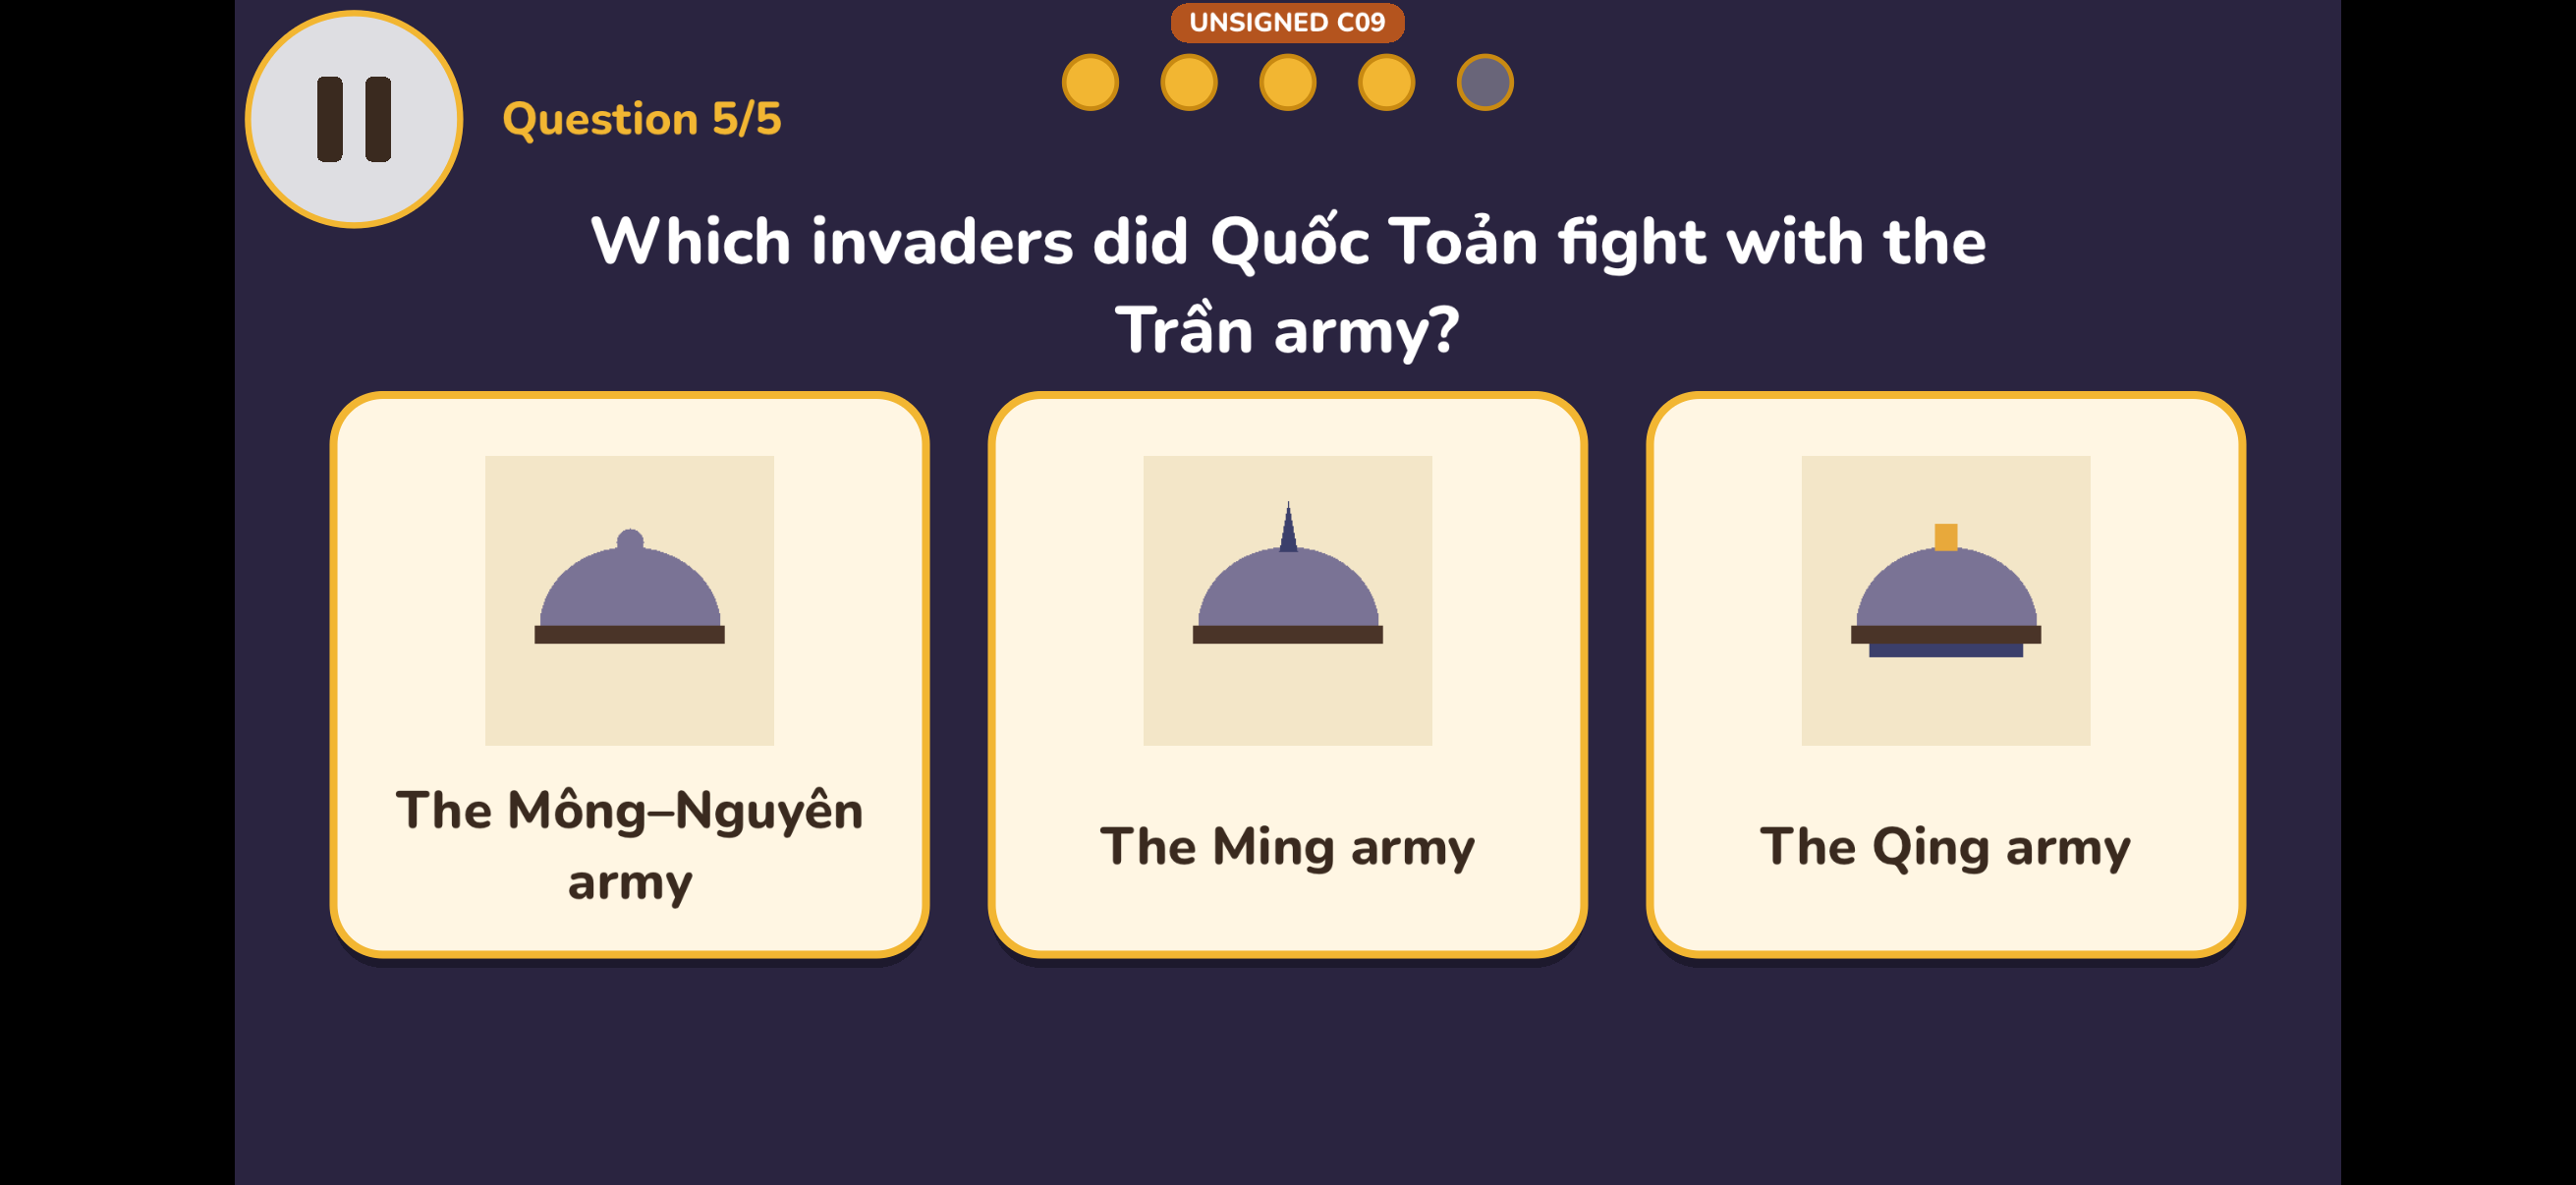 UNSIGNED C09
Question 5/5
Which invaders did Quốc Toản fight with the
Trần army?
The Mông–Nguyên
army
The Ming army
The Qing army